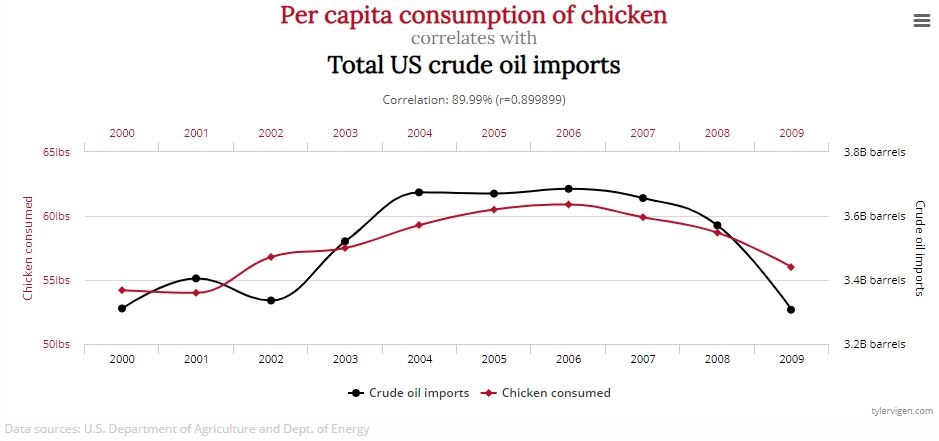 Per capita consumption of chicken
correlates with
Total US crude oil imports
Correlation: 89.99% (r=0.899899)
2000 2001 2002 2003 2004 2005 2006 2007 2008 2009
65lbs 3.8B barrels
60lbs 3.6B barrels
55lbs 3.4B barrels
50lbs 3.2B barrels
Chicken consumed
Crude oil imports
2000 2001 2002 2003 2004 2005 2006 2007 2008 2009
Crude oil imports Chicken consumed
tylervigen.com
Data sources: U.S. Department of Agriculture and Dept. of Energy